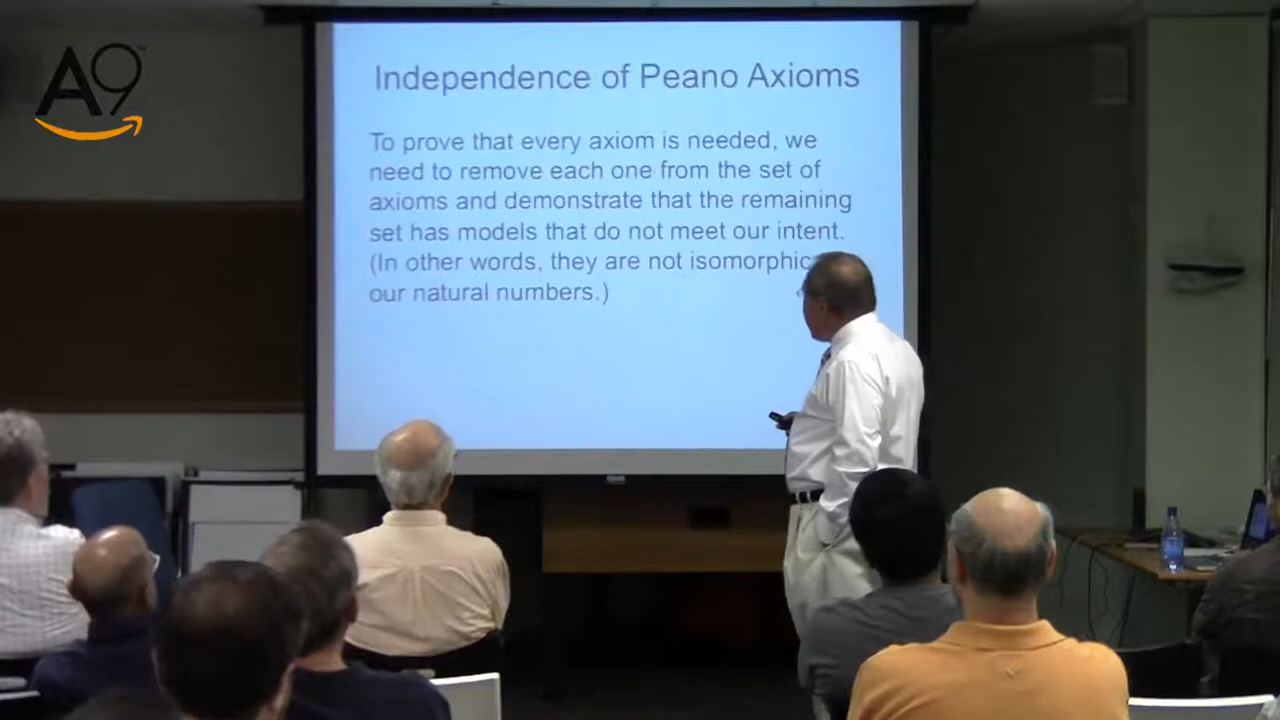 A9
Independence of Peano Axioms
To prove that every axiom is needed, we
need to remove each one from the set of
axioms and demonstrate that the remaining
set has models that do not meet our intent.
(In other words, they are not isomorphic
our natural numbers.)